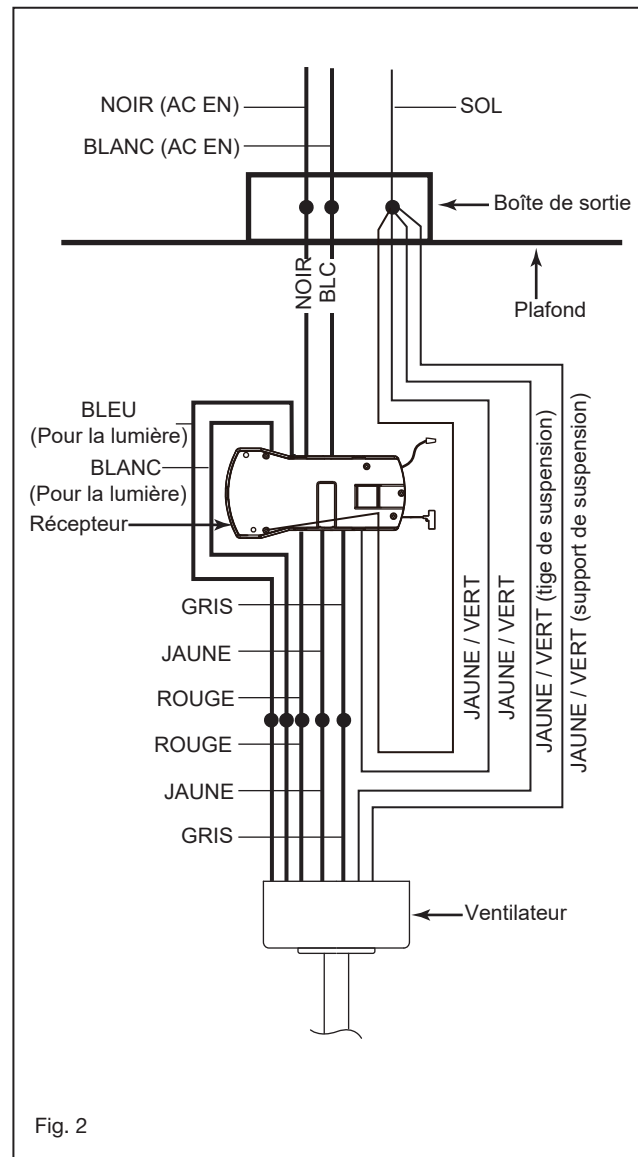 NOIR (AC EN)
SOL
BLANC (AC EN)
Boîte de sortie
NOIR
BLC
Plafond
BLEU
(Pour la lumière)
BLANC
(Pour la lumière)
Récepteur
GRIS
JAUNE
ROUGE
ROUGE
JAUNE
GRIS
JAUNE / VERT
JAUNE / VERT
JAUNE / VERT (tige de suspension)
JAUNE / VERT (support de suspension)
Ventilateur
Fig. 2